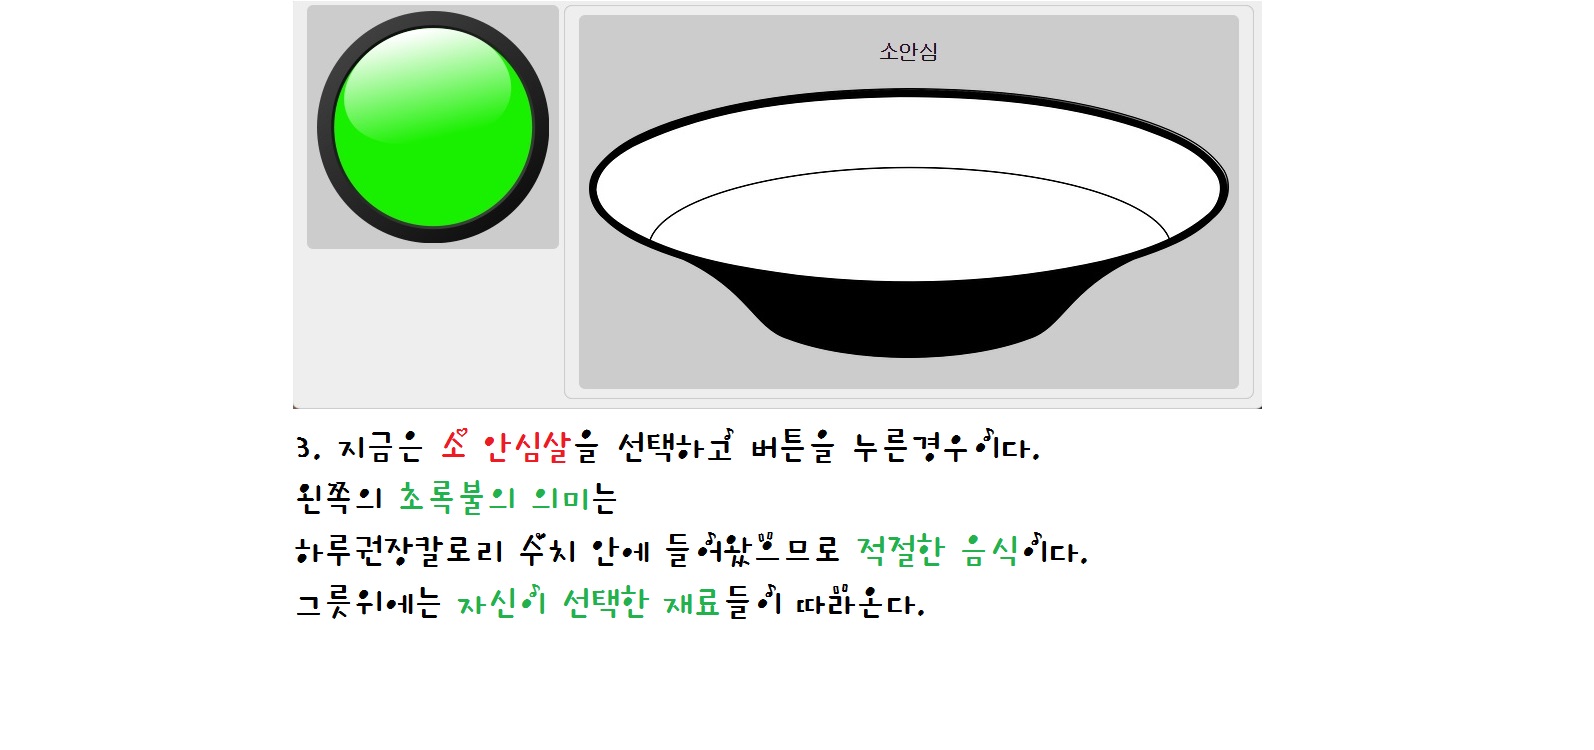 소안심
3. 지금은 소 안심살을 선택하고 버튼을 누른경우이다.
왼쪽의 초록불의 의미는
하루권장칼로리 수치 안에 들어왔으므로 적절한 음식이다.
그릇위에는 자신이 선택한 재료들이 따라온다.